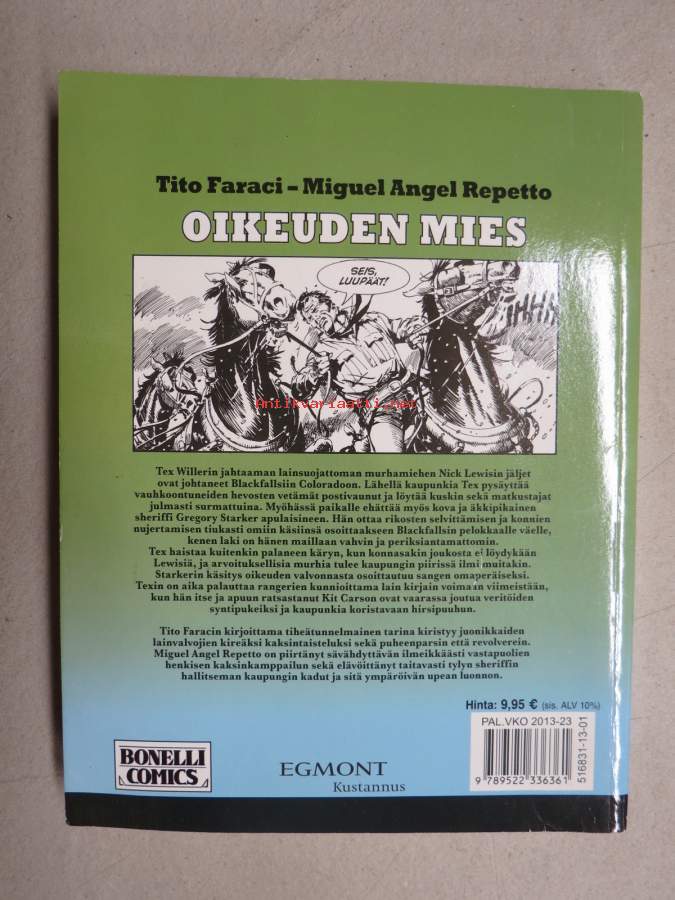 Tito Faraci – Miguel Angel Repetto
OIKEUDEN MIES
SEIS,
LUUPÄÄT!
Antikvariaatti.net
Tex Willerin jahtaaman lainsuojattoman murhamiehen Nick Lewisin jäljet
ovat johtaneet Blackfallsiin Coloradoon. Lähellä kaupunkia Tex pysäyttää
vauhkoontuneiden hevosten vetämät postivaunut ja löytää kuskin sekä matkustajat
julmasti surmattuina. Myöhässä paikalle ehättää myös kova ja äkkipikainen
sheriffi Gregory Starker apulaisineen. Hän ottaa rikosten selvittämisen ja konnien
nujertamisen tiukasti omiin käsiinsä osoittaakseen Blackfallsin pelokkaalle väelle,
kenen laki on hänen maillaan vahvin ja periksiantamattomin.
Tex haistaa kuitenkin palaneen käryn, kun konnasakin joukosta ei löydykään
Lewisiä, ja arvoituksellisia murhia tulee kaupungin piirissä ilmi muitakin.
Starkerin käsitys oikeuden valvonnasta osoittautuu sangen omaperäiseksi.
Texin on aika palauttaa rangerien kunnioittama lain kirjain voimaan viimeistään,
kun hän itse ja apuun ratsastanut Kit Carson ovat vaarassa joutua veritöiden
syntipukeiksi ja kaupunkia koristavaan hirsipuuhun.
Tito Faracin kirjoittama tiheätunnelmainen tarina kiristyy juonikkaiden
lainvalvojien kireäksi kaksintaisteluksi sekä puheenparsin että revolverein.
Miguel Angel Repetto on piirtänyt sävähdyttävän ilmeikkäästi vastapuolien
henkisen kaksinkamppailun sekä elävöittänyt taitavasti tylyn sheriffin
hallitseman kaupungin kadut ja sitä ympäröivän upean luonnon.
Hinta: 9,95 € (sis. ALV 10%)
PAL.VKO 2013-23
516831-13-01
9 789522 336361
BONELLI
COMICS
EGMONT
Kustannus